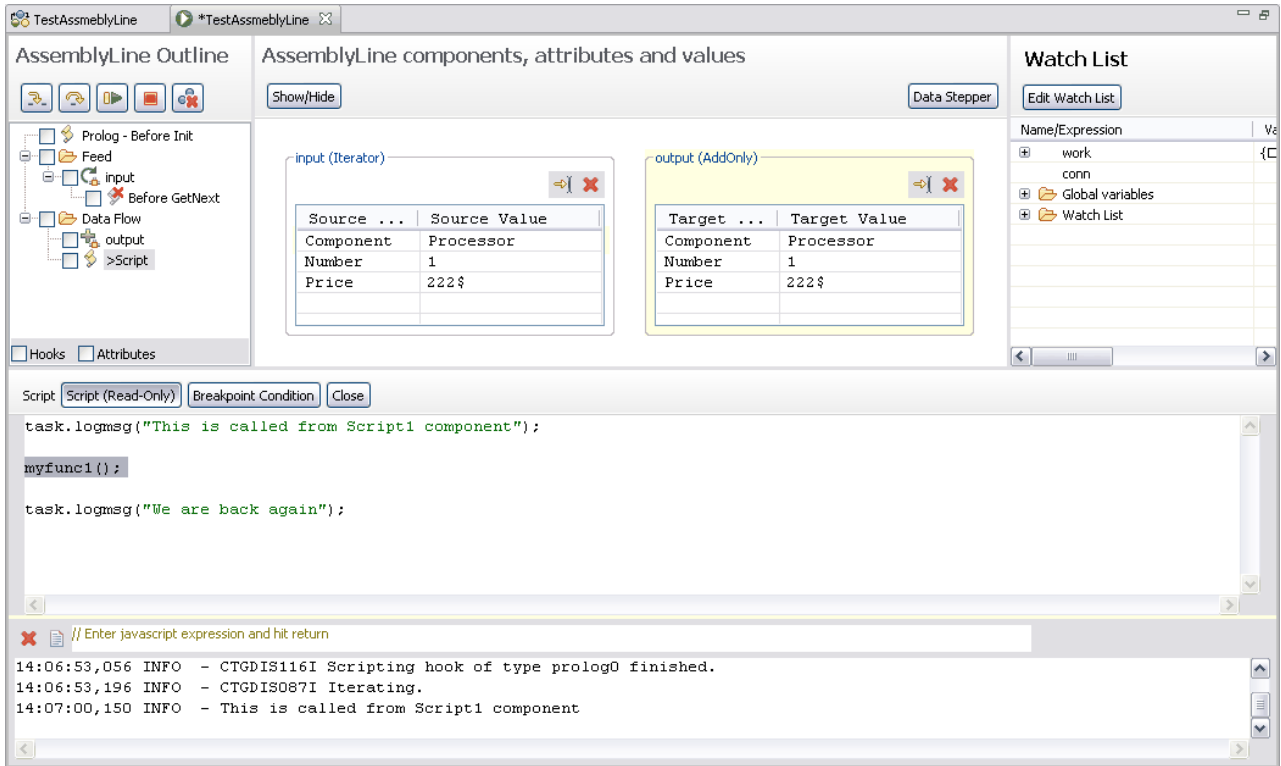 TestAssmeblyLine
*TestAssmeblyLine
AssemblyLine Outline
Prolog - Before Init
Feed
input
Before GetNext
Data Flow
output
>Script
Hooks Attributes
AssemblyLine components, attributes and values
Show/Hide Data Stepper
input (Iterator)
Source ... Source Value
Component Processor
Number 1
Price 222$
output (AddOnly)
Target ... Target Value
Component Processor
Number 1
Price 222$
Watch List
Edit Watch List
Name/Expression Va
work {
conn
Global variables
Watch List
Script Script (Read-Only) Breakpoint Condition Close
task.logmsg("This is called from Script1 component");
myfunc1();
task.logmsg("We are back again");
// Enter javascript expression and hit return
14:06:53,056 INFO - CTGDIS116I Scripting hook of type prolog0 finished.
14:06:53,196 INFO - CTGDIS087I Iterating.
14:07:00,150 INFO - This is called from Script1 component